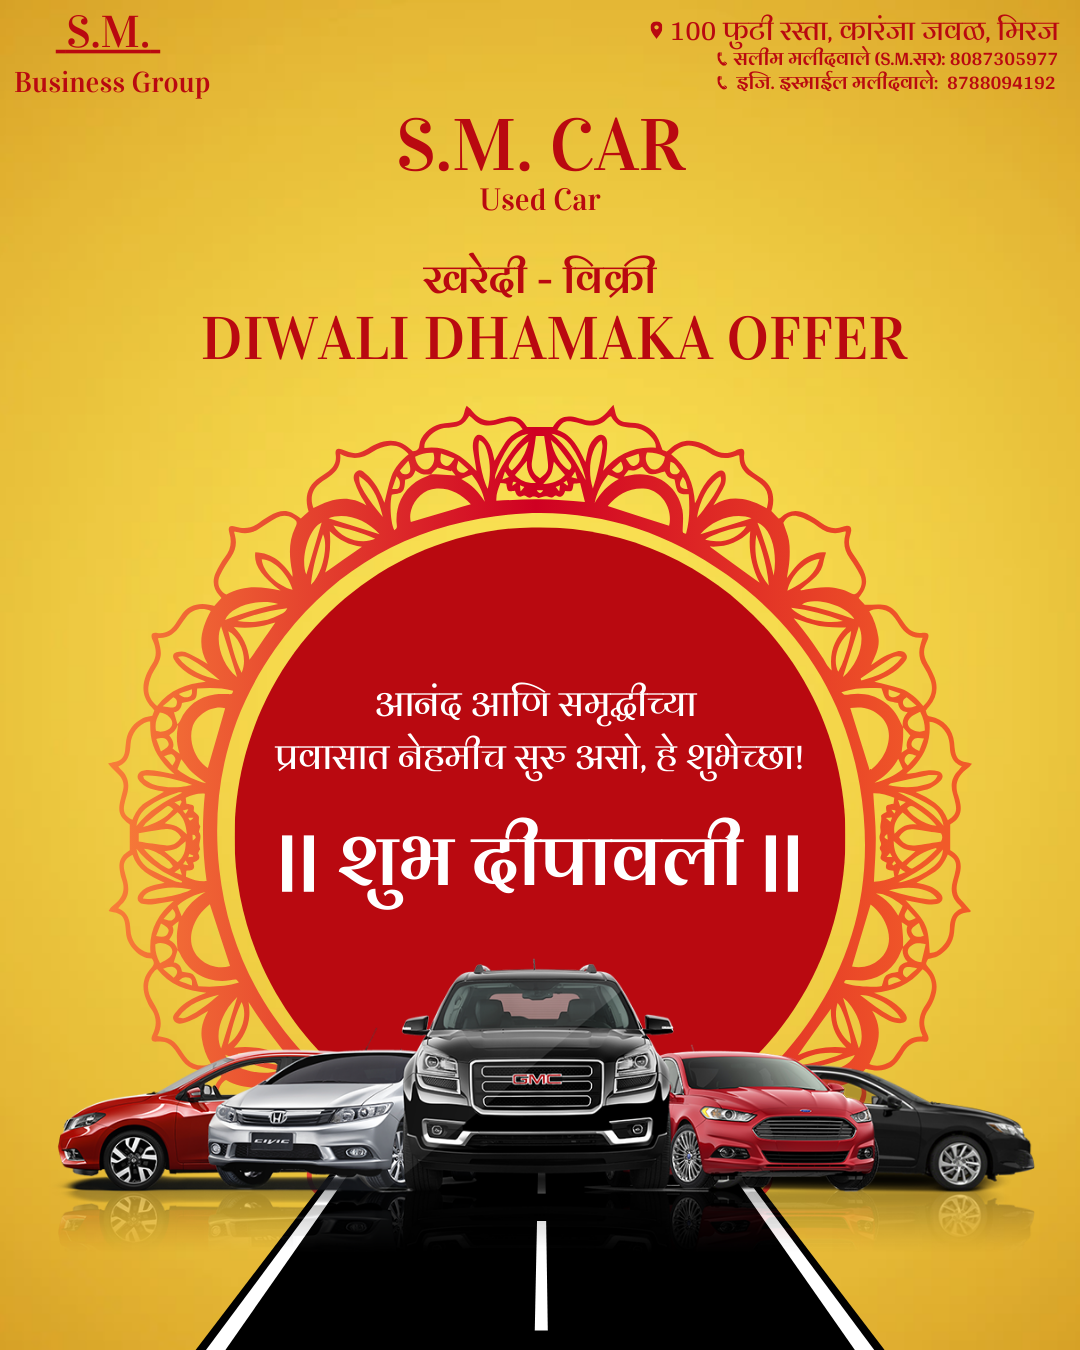 S.M.
Business Group
100 फुटी रस्ता, कारंजा जवळ, मिरज
सलीम मलीदवाले (S.M.सर): 8087305977
इजि. इस्माईल मलीदवाले: 8788094192
S.M. CAR
Used Car
खरेदी - विक्री
DIWALI DHAMAKA OFFER
आनंद आणि समृद्धीच्या
प्रवासात नेहमीच सुरु असो, हे शुभेच्छा!
|| शुभ दीपावली ||
GMC
CIVIC